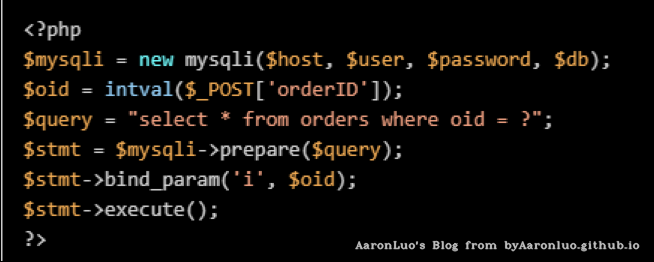 <?php
$mysqli = new mysqli($host, $user, $password, $db);
$oid = intval($_POST['orderID']);
$query = "select * from orders where oid = ?";
$stmt = $mysqli->prepare($query);
$stmt->bind_param('i', $oid);
$stmt->execute();
?>
AaronLuo's Blog from byAaronluo.github.io